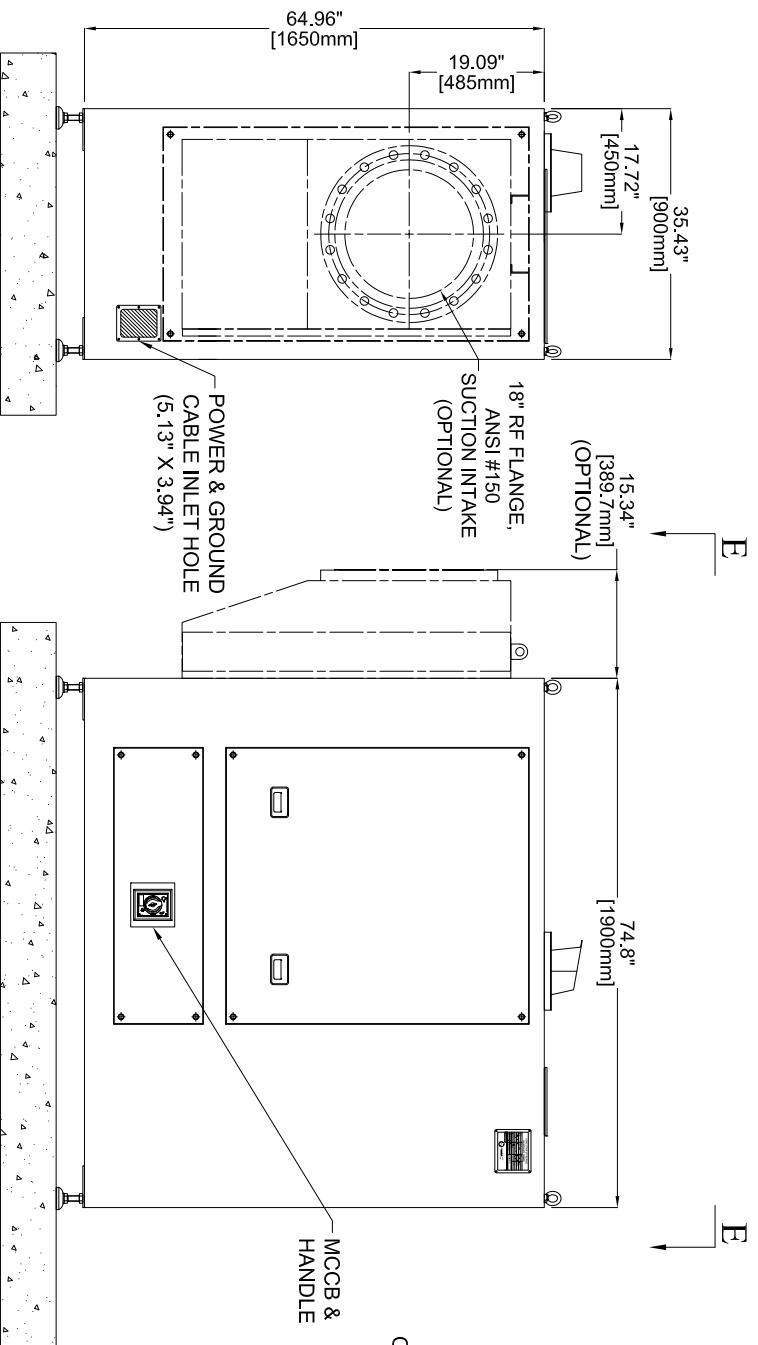 64.96"
[1650mm]
19.09"
[485mm]
17.72"
[450mm]
35.43"
[900mm]
18" RF FLANGE,
ANSI #150
SUCTION INTAKE
(OPTIONAL)
POWER & GROUND
CABLE INLET HOLE
(5.13" X 3.94")
15.34"
[389.7mm]
(OPTIONAL)
E
74.8"
[1900mm]
E
MCCB &
HANDLE